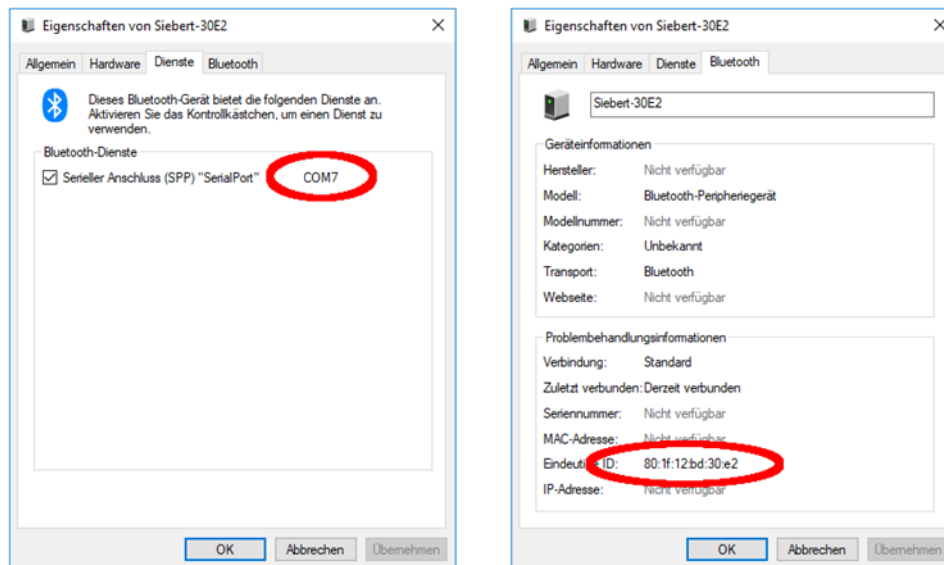 Eigenschaften von Siebert-30E2
Allgemein Hardware Dienste Bluetooth
Dieses Bluetooth-Gerät bietet die folgenden Dienste an.
Aktivieren Sie das Kontrollkästchen, um einen Dienst zu
verwenden.
Bluetooth-Dienste
Serieller Anschluss (SPP) "SerialPort" COM7
OK Abbrechen Übernehmen
Eigenschaften von Siebert-30E2
Allgemein Hardware Dienste Bluetooth
Siebert-30E2
Geräteinformationen
Hersteller: Nicht verfügbar
Modell: Bluetooth-Peripheriegerät
Modellnummer: Nicht verfügbar
Kategorien: Unbekannt
Transport: Bluetooth
Webseite: Nicht verfügbar
Problembehandlungsinformationen
Verbindung: Standard
Zuletzt verbunden: Derzeit verbunden
Seriennummer: Nicht verfügbar
MAC-Adresse: Nicht verfügbar
Eindeutige ID: 80:1f:12:bd:30:e2
IP-Adresse: Nicht verfügbar
OK Abbrechen Übernehmen